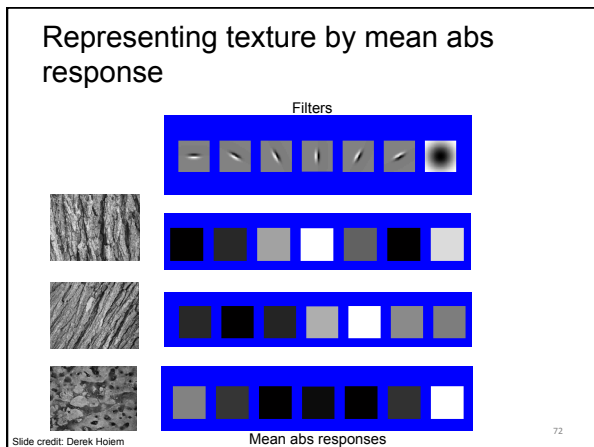 Representing texture by mean abs
response
Filters
Mean abs responses
Slide credit: Derek Hoiem
72